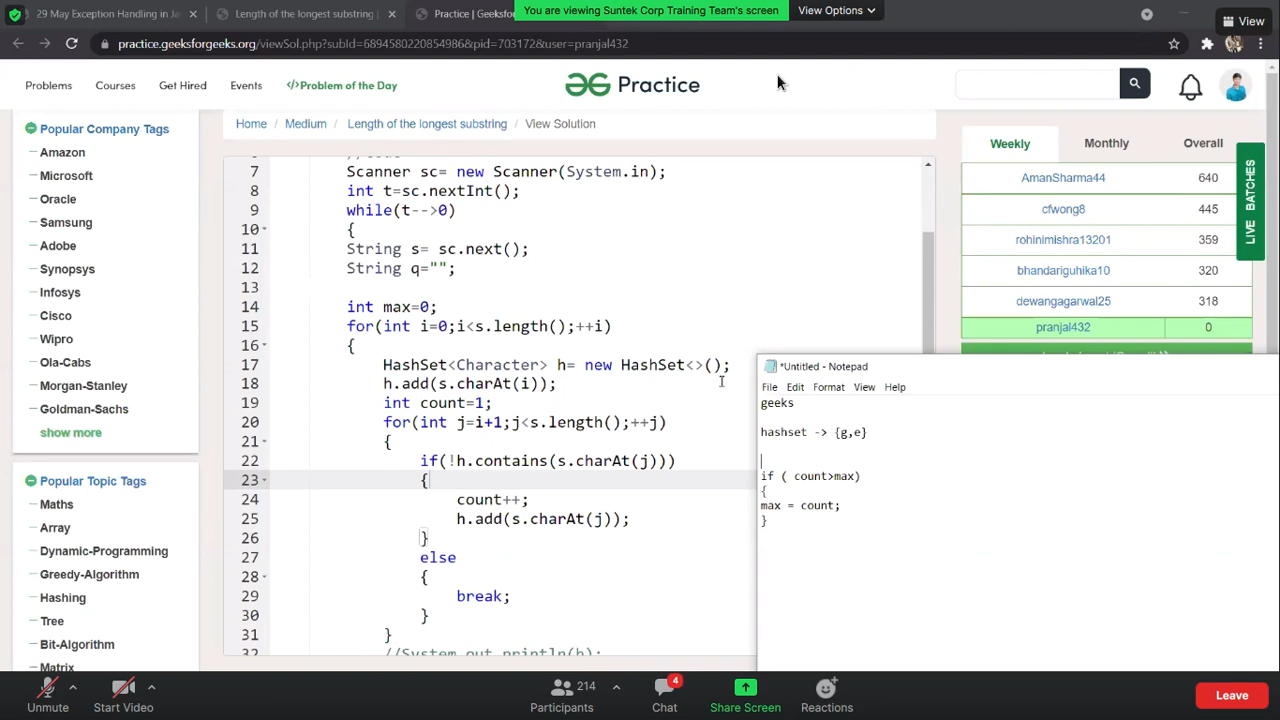 29 May Exception Handling in Ja
Length of the longest substring |
Practice | Geeksfor
You are viewing Suntek Corp Training Team's screen
View Options
View
practice.geeksforgeeks.org/viewSol.php?subId=68945802208549866&pid=703172&user=pranjal432
Problems
Courses
Get Hired
Events
</>Problem of the Day
Practice
Home / Medium / Length of the longest substring / View Solution
Popular Company Tags
Amazon
Microsoft
Oracle
Samsung
Adobe
Synopsys
Infosys
Cisco
Wipro
Ola-Cabs
Morgan-Stanley
Goldman-Sachs
show more
Popular Topic Tags
Maths
Array
Dynamic-Programming
Greedy-Algorithm
Hashing
Tree
Bit-Algorithm
Matrix
7 Scanner sc= new Scanner(System.in);
8 int t=sc.nextInt();
9 while(t-->0)
10 {
11 String s= sc.next();
12 String q="";
13
14 int max=0;
15 for(int i=0;i<s.length();++i)
16 {
17 HashSet<Character> h= new HashSet<>();
18 h.add(s.charAt(i));
19 int count=1;
20 for(int j=i+1;j<s.length();++j)
21 {
22 if(!h.contains(s.charAt(j)))
23 {
24 count++;
25 h.add(s.charAt(j));
26 }
27 else
28 {
29 break;
30 }
31 }
32 //System.out.println(h);
Weekly
Monthly
Overall
AmanSharma44 640
cfwong8 445
rohinimishra13201 359
bhandariguhika10 320
dewangagarwal25 318
pranjal432 0
LIVE BATCHES
*Untitled - Notepad
File Edit Format View Help
geeks
hashset -> {g,e}
if ( count>max)
{
max = count;
}
Unmute
Start Video
214
Participants
4
Chat
Share Screen
Reactions
Leave